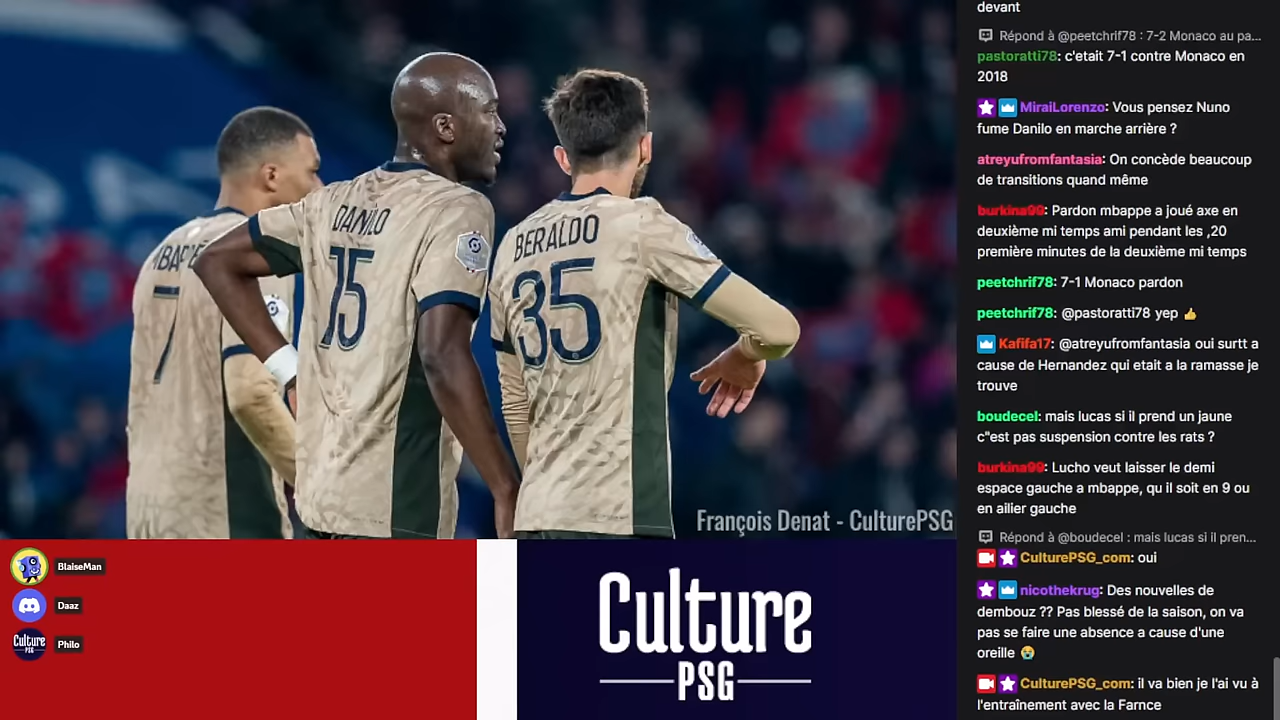 MBAPPÉ
7
DANILO
15
BERALDO
35
François Denat - CulturePSG
BlaiseMan
Daaz
Culture
PSG
Philo
Culture
PSG
devant
Répond à @peetchrif78 : 7-2 Monaco au pa...
pastoratti78: c'etait 7-1 contre Monaco en
2018
MiraiLorenzo: Vous pensez Nuno
fume Danilo en marche arrière ?
atreyufromfantasia: On concède beaucoup
de transitions quand même
burkina99: Pardon mbappe a joué axe en
deuxième mi temps ami pendant les ,20
première minutes de la deuxième mi temps
peetchrif78: 7-1 Monaco pardon
peetchrif78: @pastoratti78 yep 👍
Kafifa17: @atreyufromfantasia oui surtt a
cause de Hernandez qui etait a la ramasse je
trouve
boudecel: mais lucas si il prend un jaune
c"est pas suspension contre les rats ?
burkina99: Lucho veut laisser le demi
espace gauche a mbappe, qu il soit en 9 ou
en ailier gauche
Répond à @boudecel : mais lucas si il pren...
CulturePSG_com: oui
nicothekrug: Des nouvelles de
dembouz ?? Pas blessé de la saison, on va
pas se faire une absence a cause d'une
oreille 😭
CulturePSG_com: il va bien je l'ai vu à
l'entraînement avec la Farnce